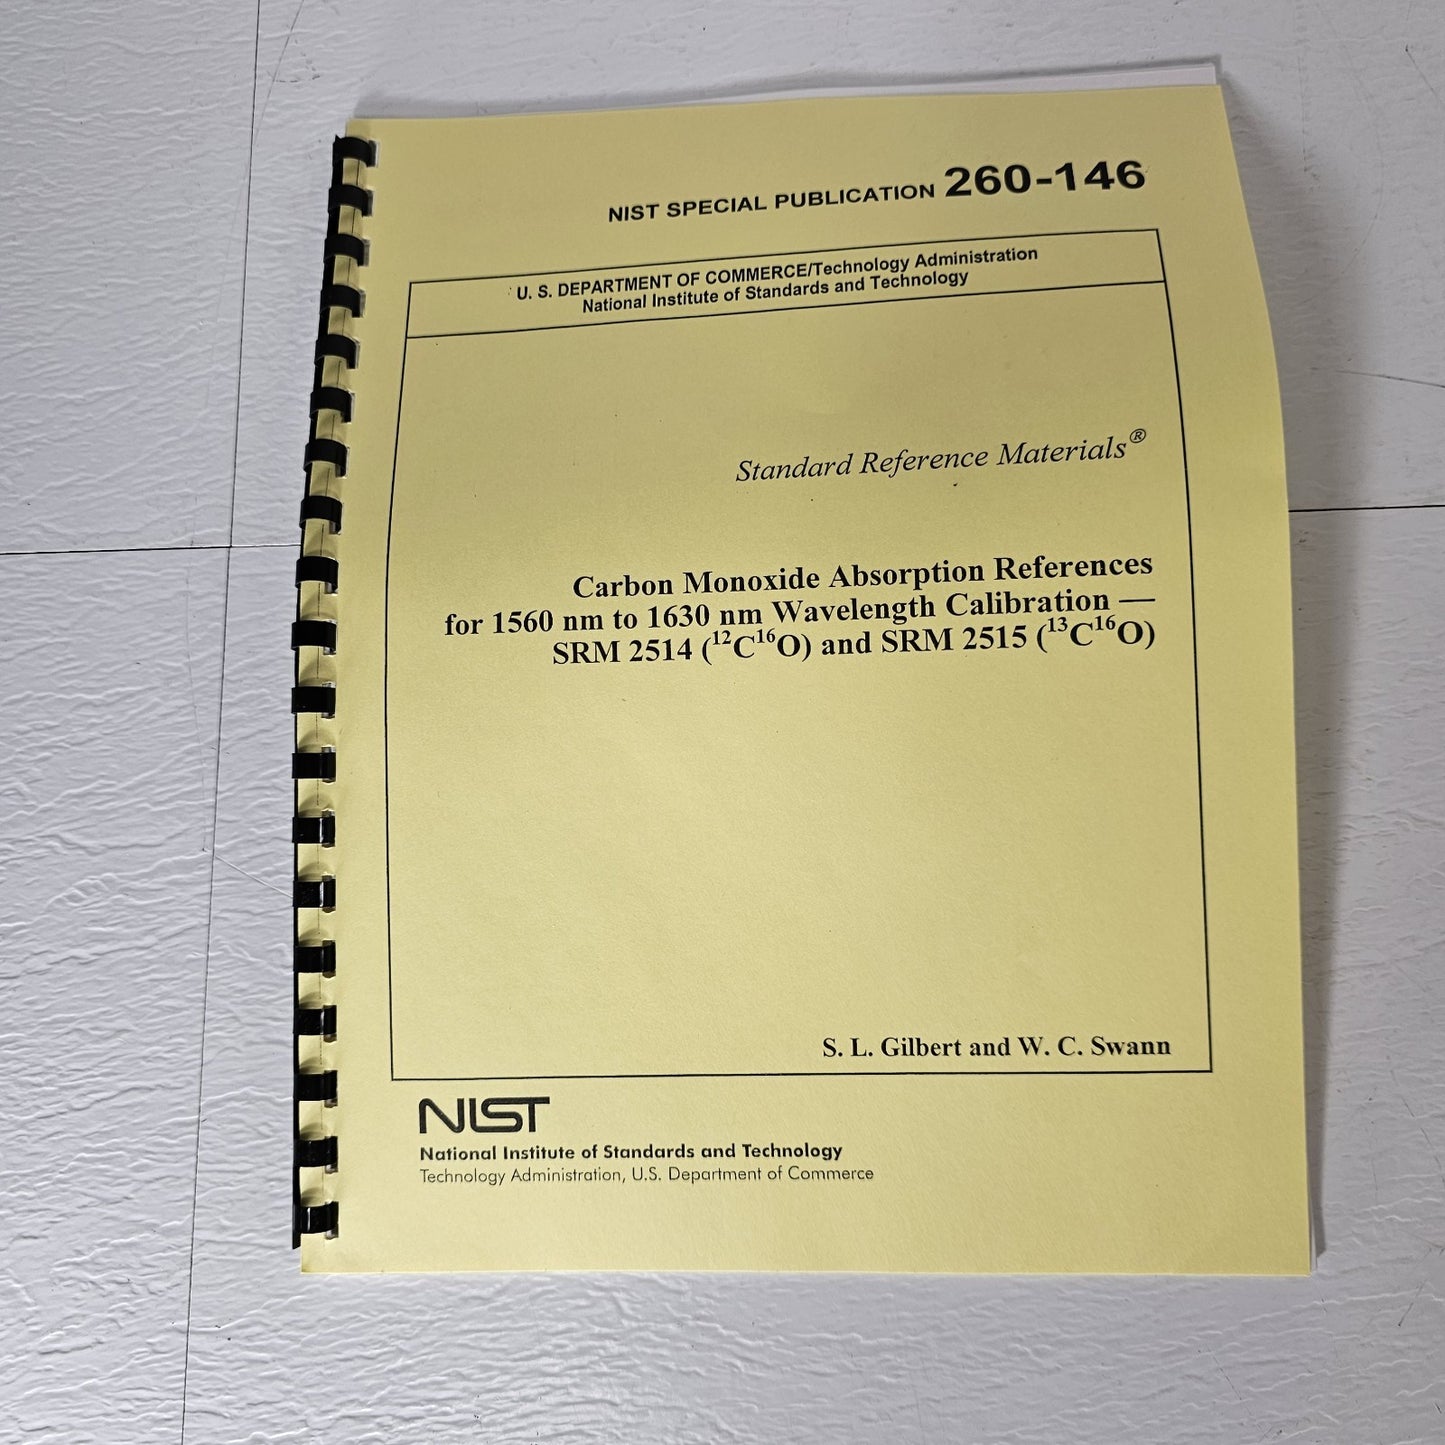 NIST SPECIAL PUBLICATION 260-146
U. S. DEPARTMENT OF COMMERCE/Technology Administration
National Institute of Standards and Technology
Standard Reference Materials®
Carbon Monoxide Absorption References
for 1560 nm to 1630 nm Wavelength Calibration —
SRM 2514 (¹²C¹⁶O) and SRM 2515 (¹³C¹⁶O)
S. L. Gilbert and W. C. Swann
NIST
National Institute of Standards and Technology
Technology Administration, U.S. Department of Commerce